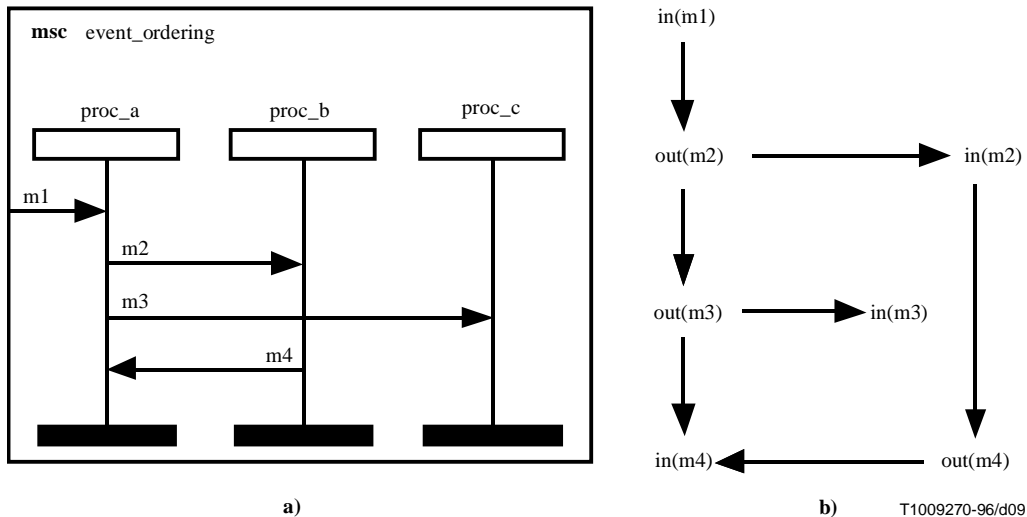 msc event_ordering
proc_a proc_b proc_c
m1
m2
m3
m4
a)
in(m1)
out(m2) in(m2)
out(m3) in(m3)
in(m4) out(m4)
b)
T1009270-96/d09